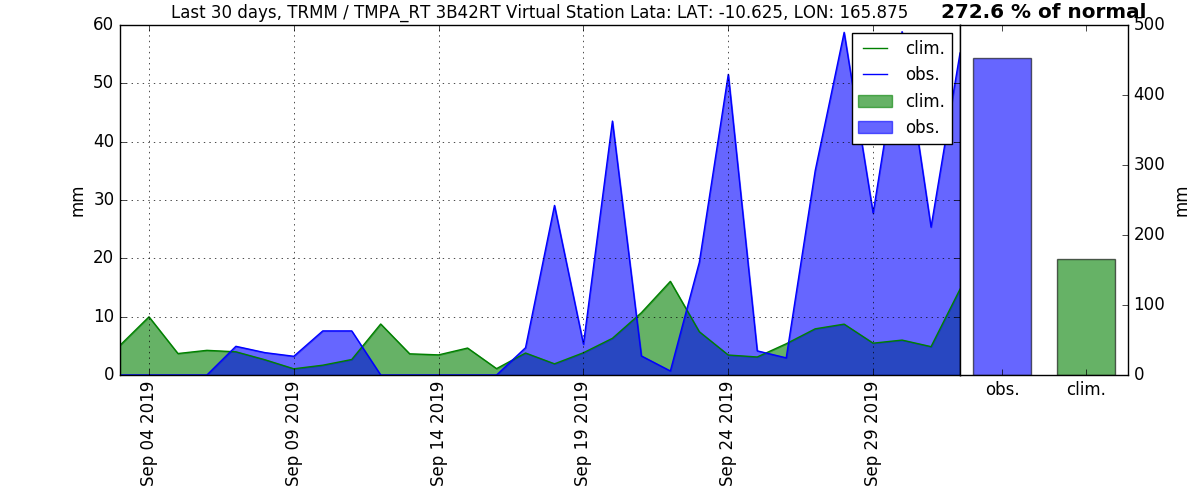 Last 30 days, TRMM / TMPA_RT 3B42RT Virtual Station Lata: LAT: -10.625, LON: 165.875
272.6 % of normal
60
50
40
30
20
10
0
mm
clim.
obs.
clim.
obs.
Sep 04 2019
Sep 09 2019
Sep 14 2019
Sep 19 2019
Sep 24 2019
Sep 29 2019
500
400
300
200
100
0
mm
obs.
clim.